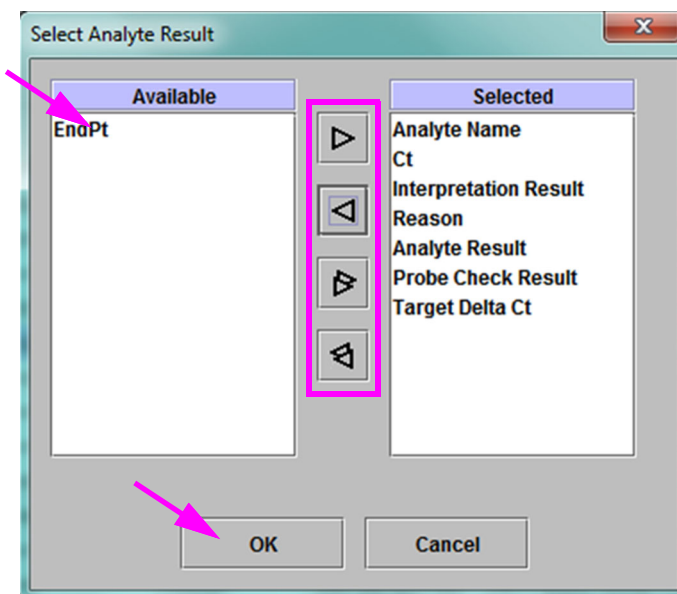 Select Analyte Result
Available
EndPt
Selected
Analyte Name
Ct
Interpretation Result
Reason
Analyte Result
Probe Check Result
Target Delta Ct
OK
Cancel